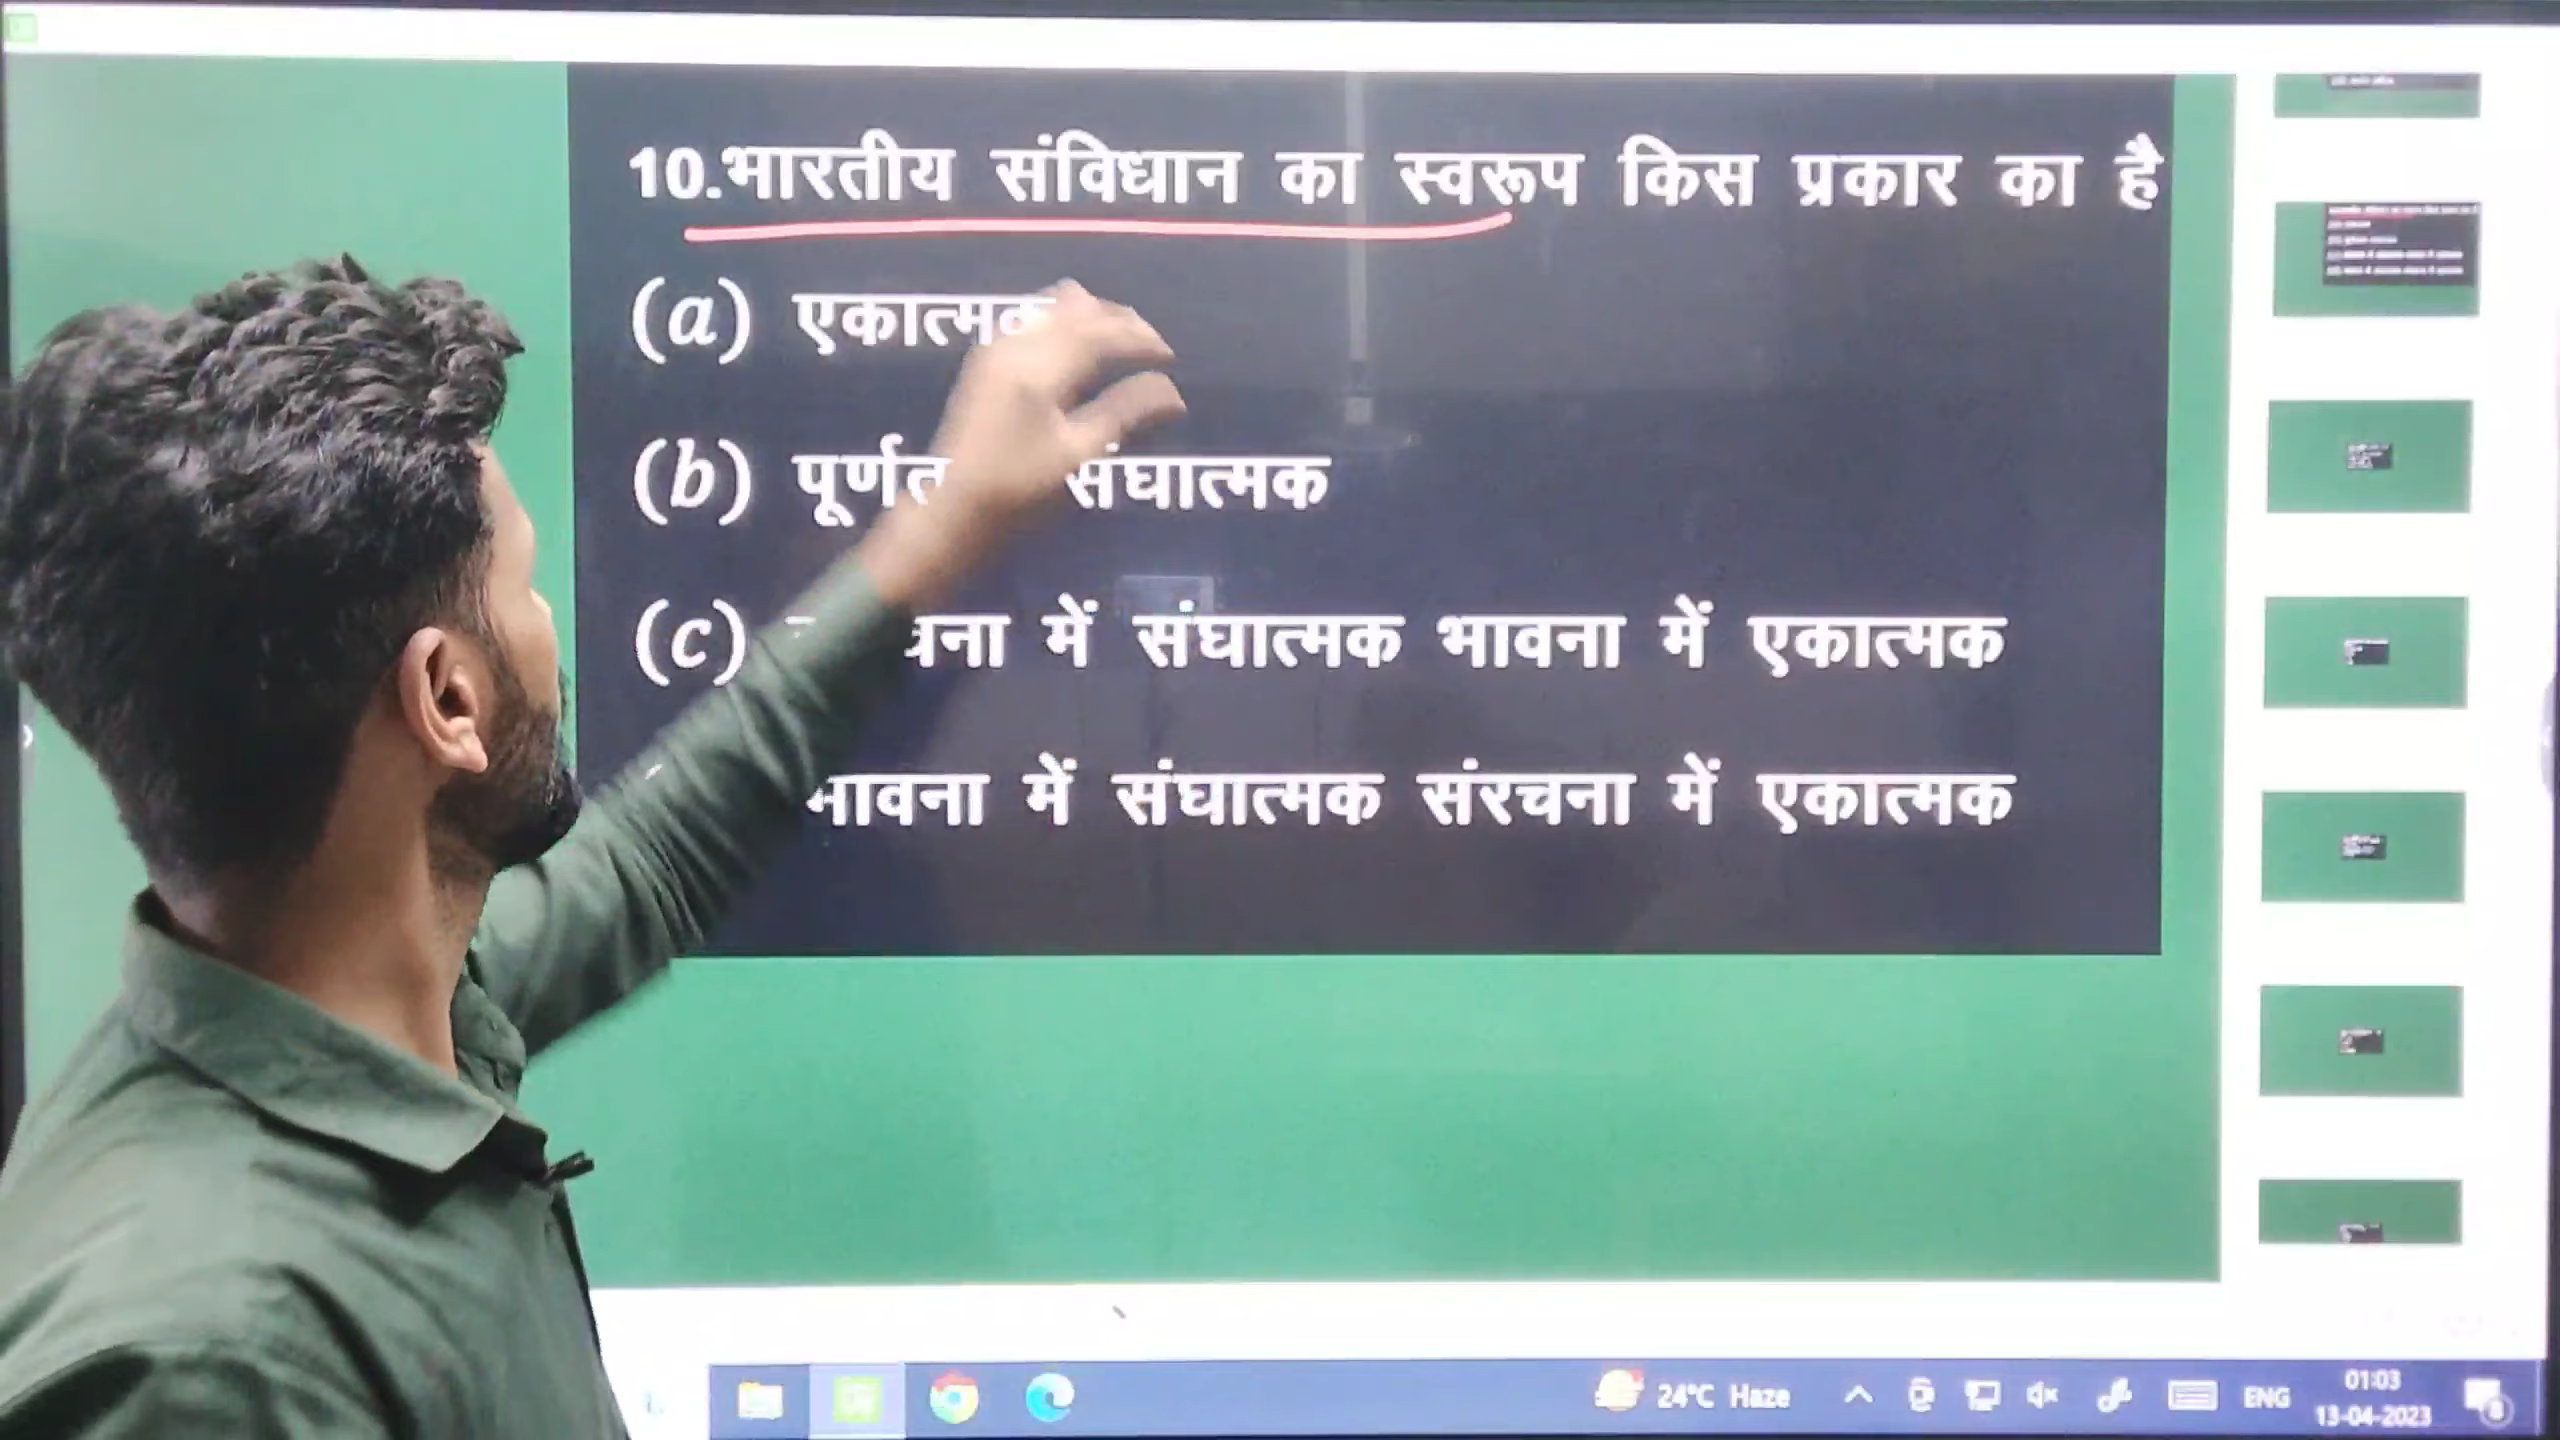 10.भारतीय संविधान का स्वरूप किस प्रकार का है
(a) एकात्मक
(b) संघात्मक
(c) में संघात्मक भावना में एकात्मक
भावना में संघात्मक संरचना में एकात्मक
24°C Haze
ENG
01:03
13-04-2023